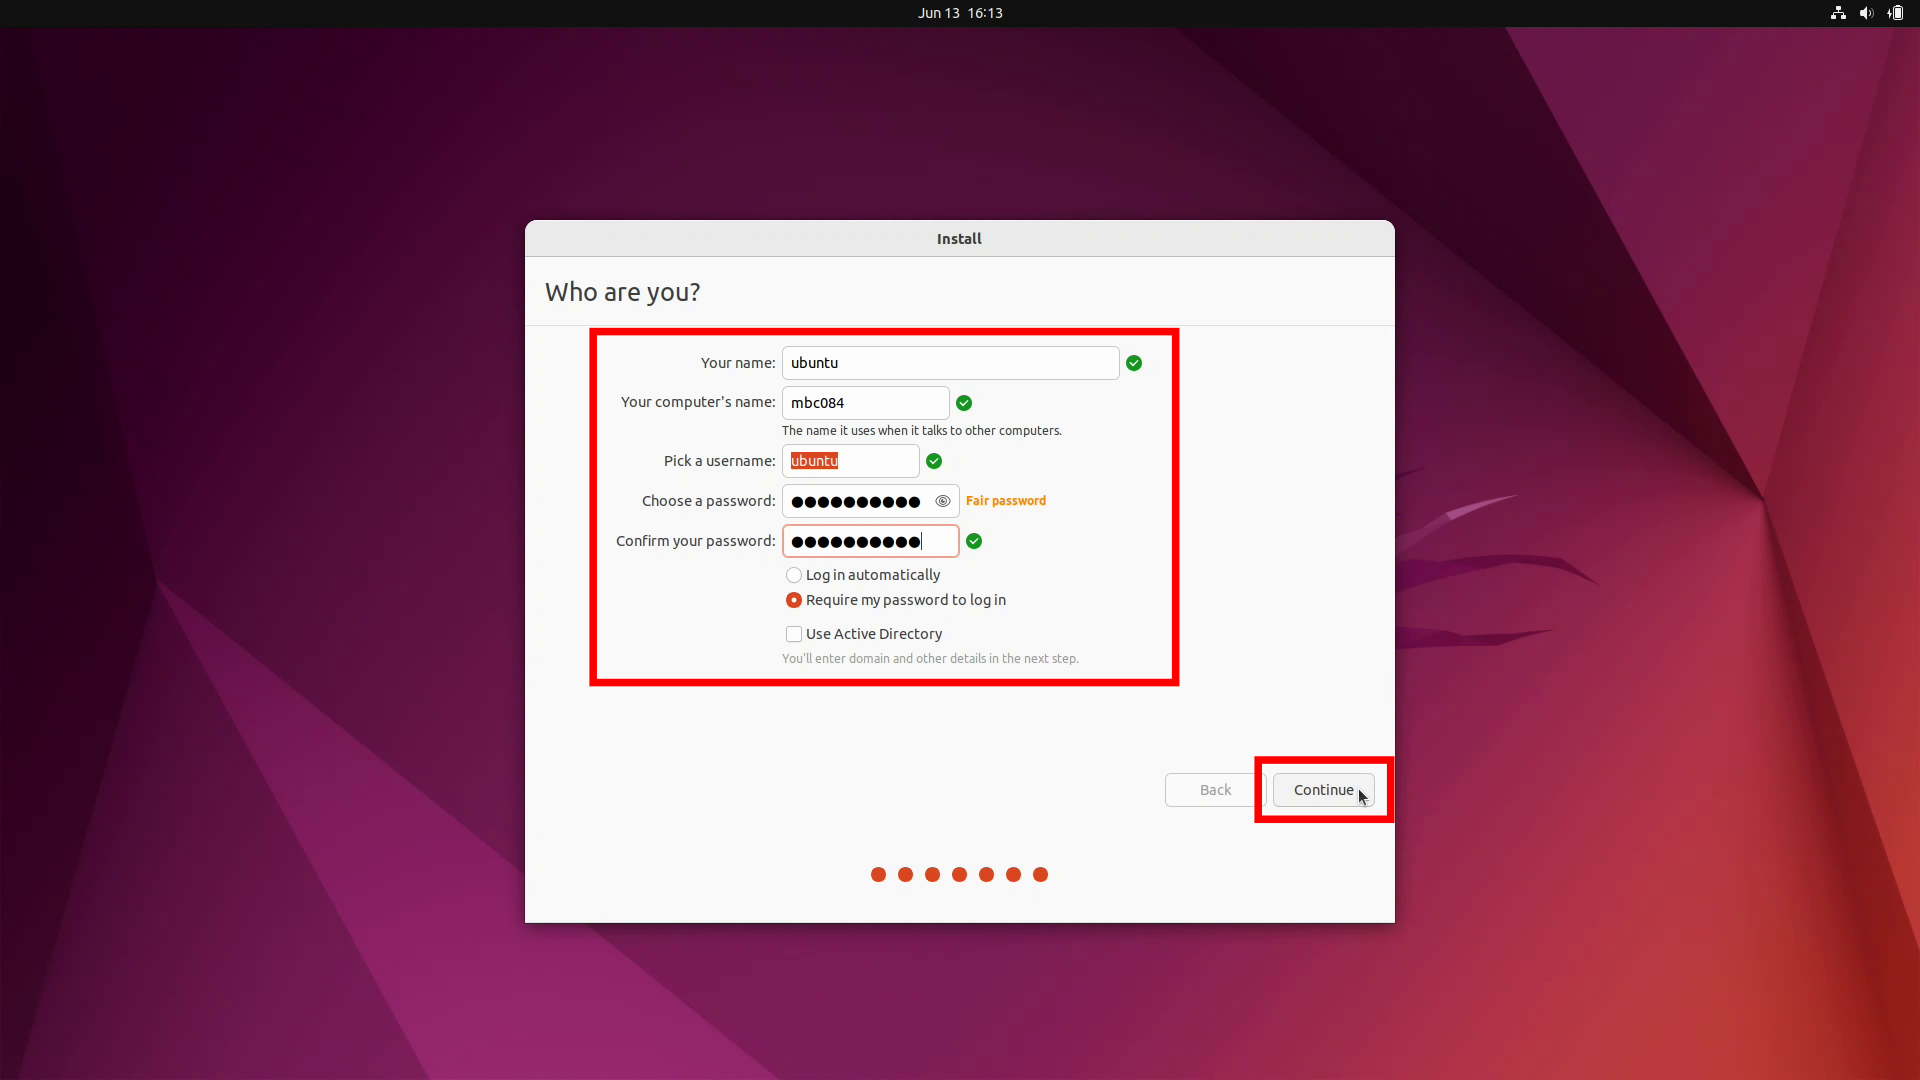 Jun 13 16:13
Install
Who are you?
Your name: ubuntu
Your computer's name: mbc084
The name it uses when it talks to other computers.
Pick a username: ubuntu
Choose a password: ●●●●●●●●●● Fair password
Confirm your password: ●●●●●●●●●●
Log in automatically
Require my password to log in
Use Active Directory
You'll enter domain and other details in the next step.
Back Continue